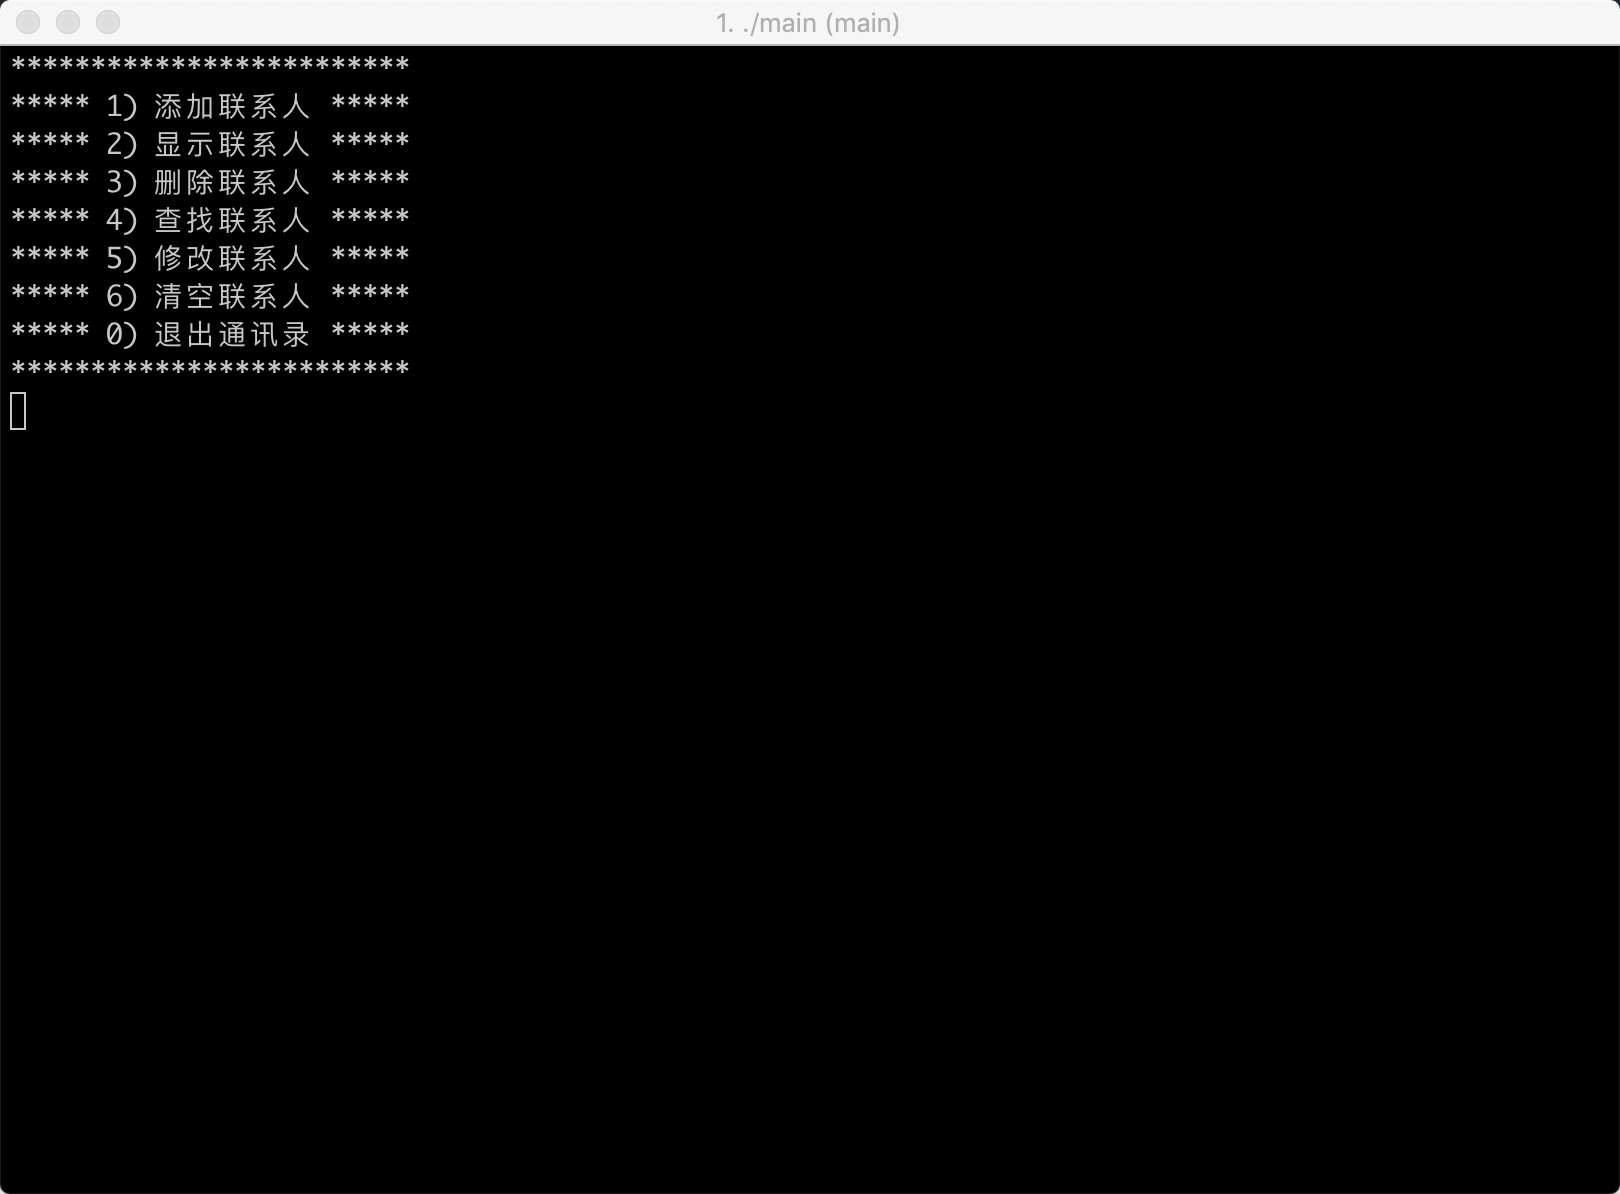 1. ./main (main)
*************************
***** 1) 添加联系人 *****
***** 2) 显示联系人 *****
***** 3) 删除联系人 *****
***** 4) 查找联系人 *****
***** 5) 修改联系人 *****
***** 6) 清空联系人 *****
***** 0) 退出通讯录 *****
*************************